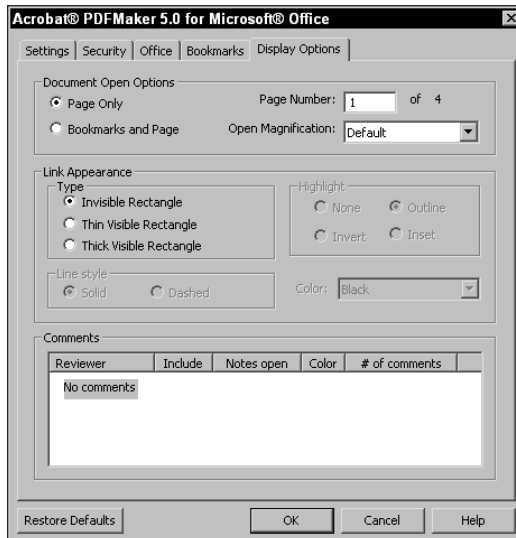 Acrobat® PDFMaker 5.0 for Microsoft® Office
Settings Security Office Bookmarks Display Options
Document Open Options
Page Only Page Number: 1 of 4
Bookmarks and Page Open Magnification: Default
Link Appearance
Type Highlight
Invisible Rectangle None Outline
Thin Visible Rectangle
Invert Inset
Thick Visible Rectangle
Line style
Solid Dashed Color: Black
Comments
Reviewer Include Notes open Color # of comments
No comments
Restore Defaults OK Cancel Help